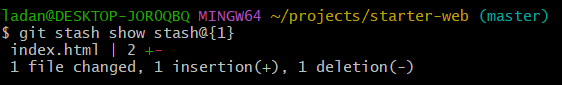 ladan@DESKTOP-JOROQBQ MINGW64 ~/projects/starter-web (master)
$ git stash show stash@{1}
index.html | 2 +-
1 file changed, 1 insertion(+), 1 deletion(-)